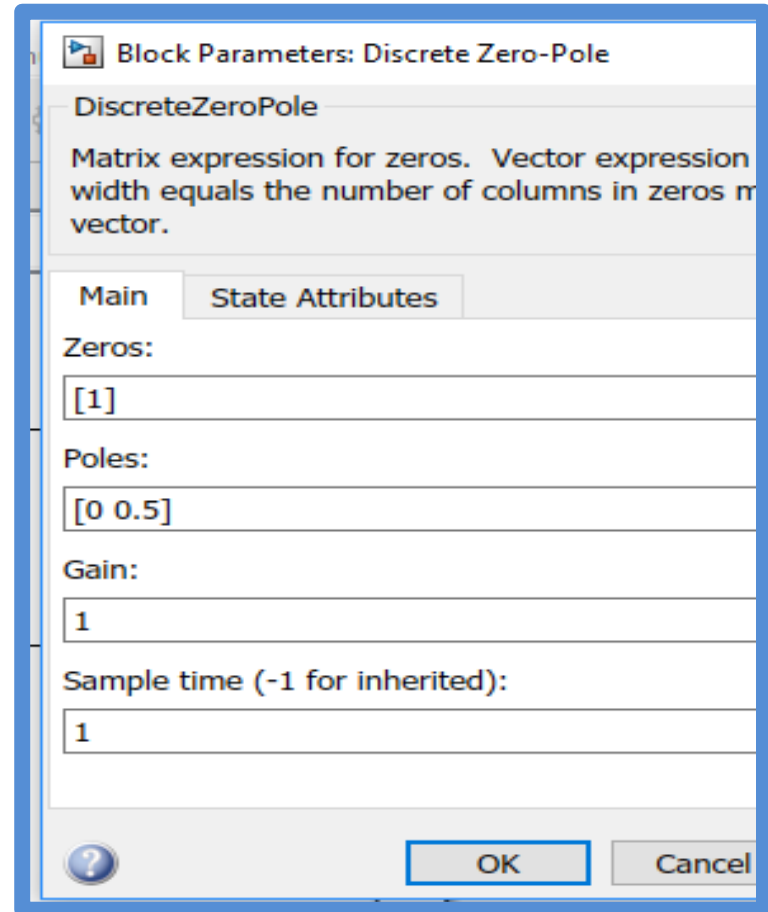 Block Parameters: Discrete Zero-Pole
DiscreteZeroPole
Matrix expression for zeros. Vector expression
width equals the number of columns in zeros
vector.
Main State Attributes
Zeros:
[1]
Poles:
[0 0.5]
Gain:
1
Sample time (-1 for inherited):
1
OK Cancel